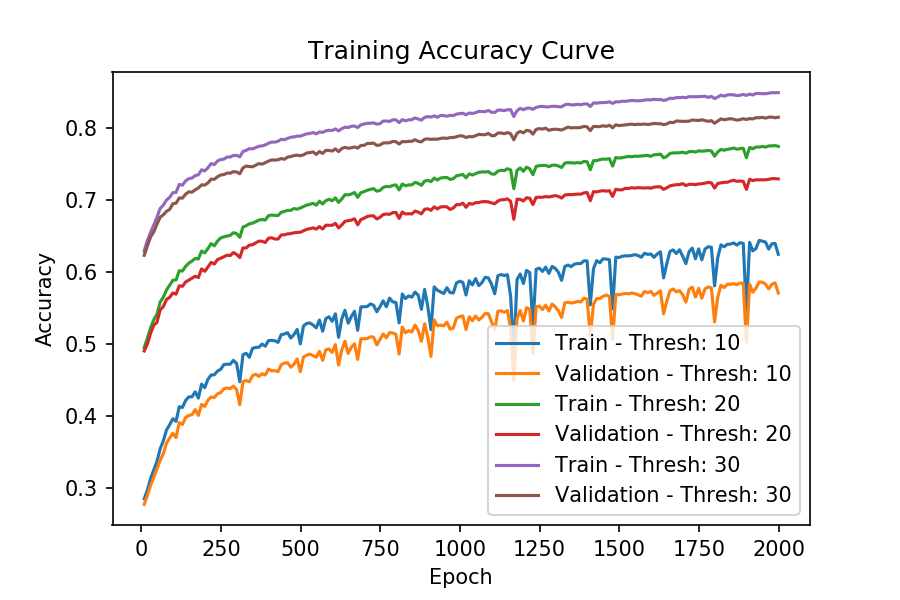 Training Accuracy Curve
Accuracy
0.8
0.7
0.6
0.5
0.4
0.3
Train - Thresh: 10
Validation - Thresh: 10
Train - Thresh: 20
Validation - Thresh: 20
Train - Thresh: 30
Validation - Thresh: 30
0 250 500 750 1000 1250 1500 1750 2000
Epoch